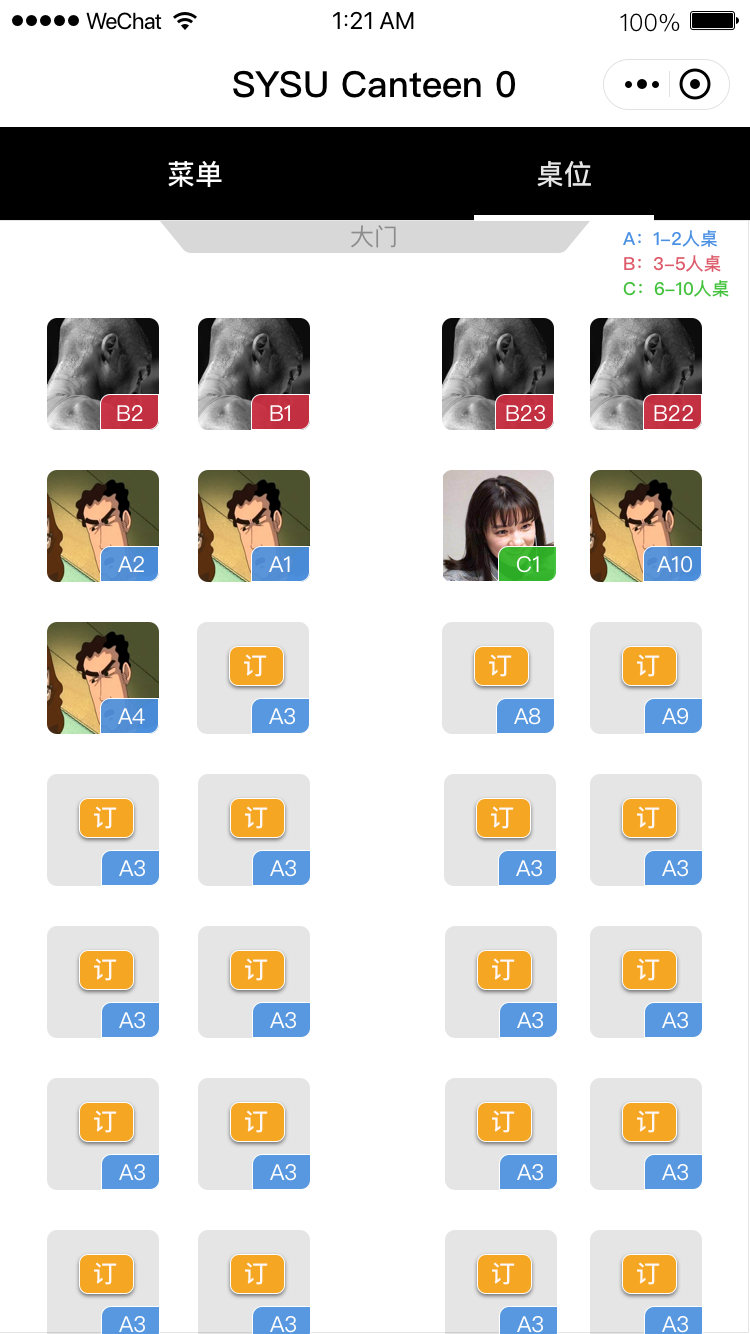 WeChat 1:21 AM 100%
SYSU Canteen 0
菜单 桌位
大门
A：1-2人桌
B：3-5人桌
C：6-10人桌
B2 B1 B23 B22
A2 A1 C1 A10
订 订 订
A4 A3 A8 A9
订 订 订 订
A3 A3 A3 A3
订 订 订 订
A3 A3 A3 A3
订 订 订 订
A3 A3 A3 A3
订 订 订 订
A3 A3 A3 A3